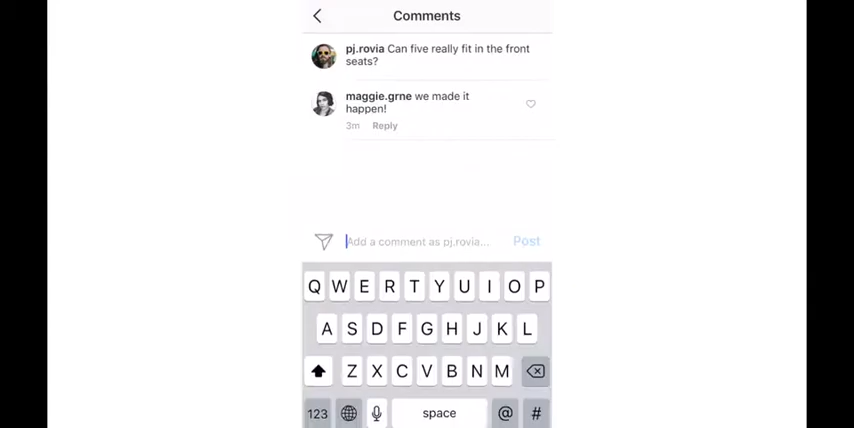 Comments
pj.rovia Can five really fit in the front
seats?
maggie.grne we made it
happen!
3m Reply
Add a comment as pj.rovia... Post
Q W E R T Y U I O P
A S D F G H J K L
Z X C V B N M
123 space @ #